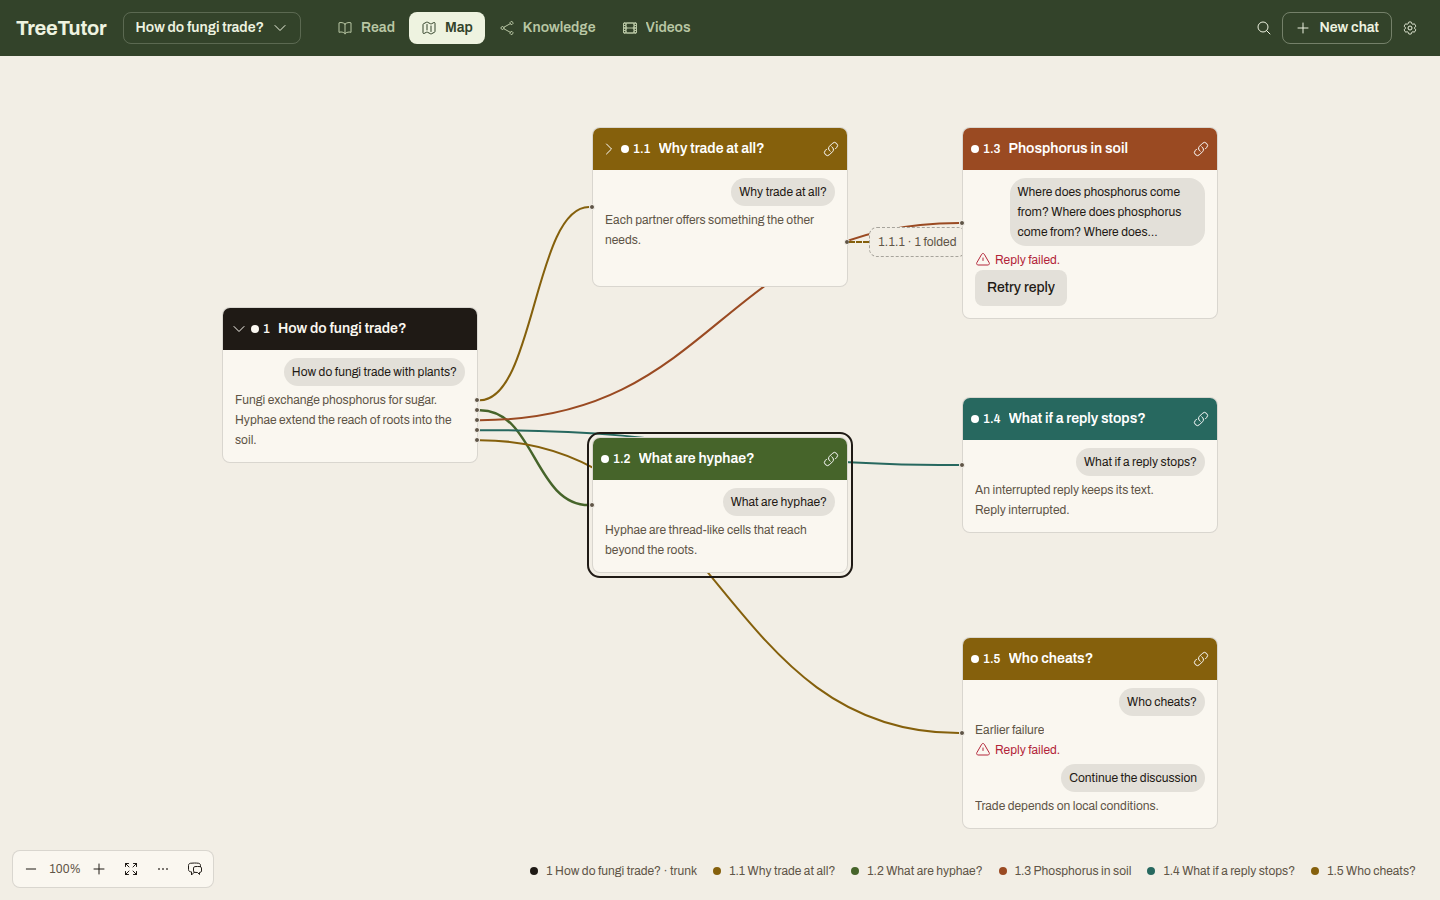 TreeTutor
How do fungi trade?
Read
Map
Knowledge
Videos
New chat
1.1 Why trade at all?
Why trade at all?
Each partner offers something the other
needs.
1.1.1 · 1 folded
1.3 Phosphorus in soil
Where does phosphorus come
from? Where does phosphorus
come from? Where does...
Reply failed.
Retry reply
1 How do fungi trade?
How do fungi trade with plants?
Fungi exchange phosphorus for sugar.
Hyphae extend the reach of roots into the
soil.
1.2 What are hyphae?
What are hyphae?
Hyphae are thread-like cells that reach
beyond the roots.
1.4 What if a reply stops?
What if a reply stops?
An interrupted reply keeps its text.
Reply interrupted.
1.5 Who cheats?
Who cheats?
Earlier failure
Reply failed.
Continue the discussion
Trade depends on local conditions.
100%
1 How do fungi trade? · trunk
1.1 Why trade at all?
1.2 What are hyphae?
1.3 Phosphorus in soil
1.4 What if a reply stops?
1.5 Who cheats?